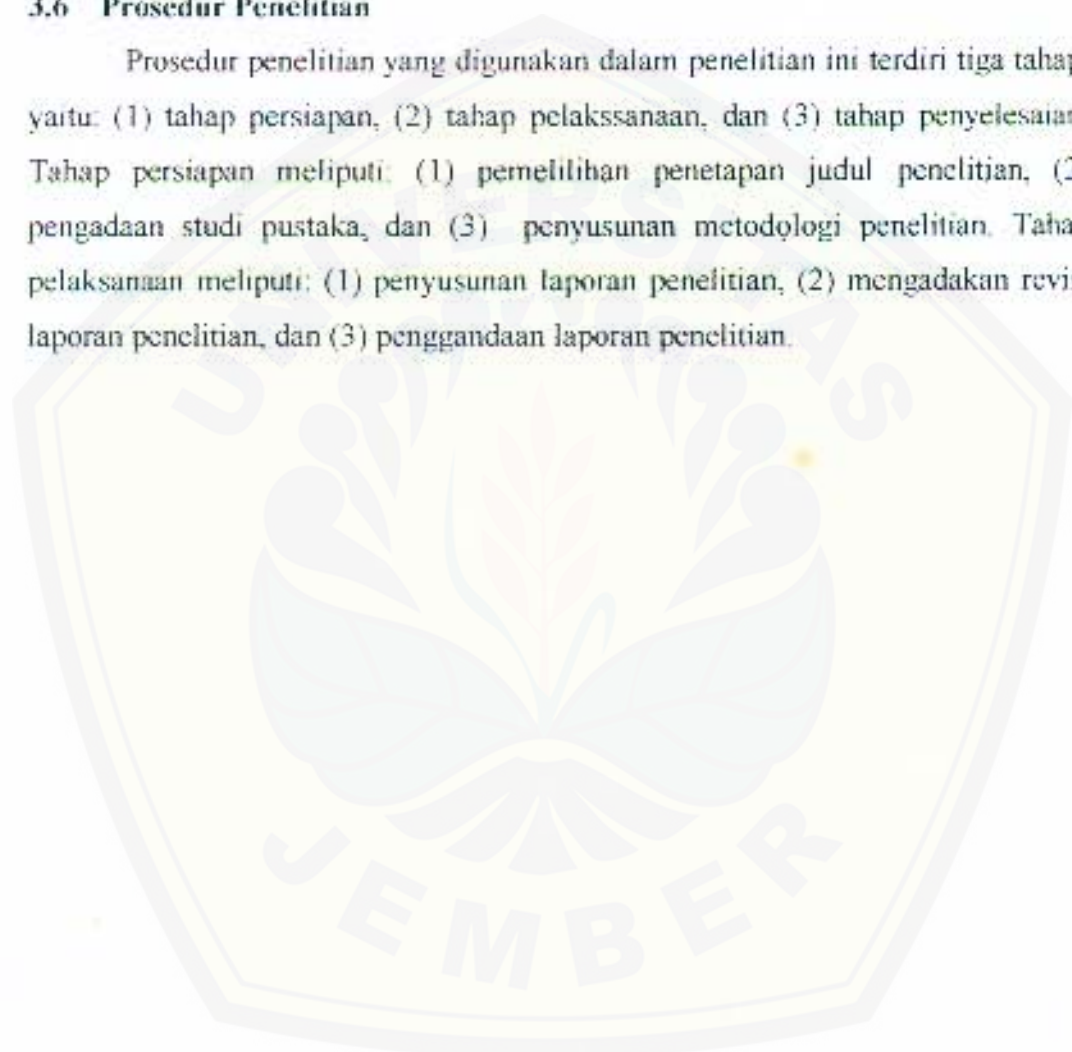 3.6 Prosedur Penelitian
Prosedur penelitian yang digunakan dalam penelitian ini terdiri tiga tahap
yaitu: (1) tahap persiapan, (2) tahap pelakssanaan, dan (3) tahap penyelesaian
Tahap persiapan meliputi: (1) pemelilihan penetapan judul penelitian, (2
pengadaan studi pustaka, dan (3) penyusunan metodologi penelitian. Taha
pelaksanaan meliputi: (1) penyusunan laporan penelitian, (2) mengadakan revi
laporan penelitian, dan (3) penggandaan laporan penelitian.
UNIVERSITAS
JEMBER